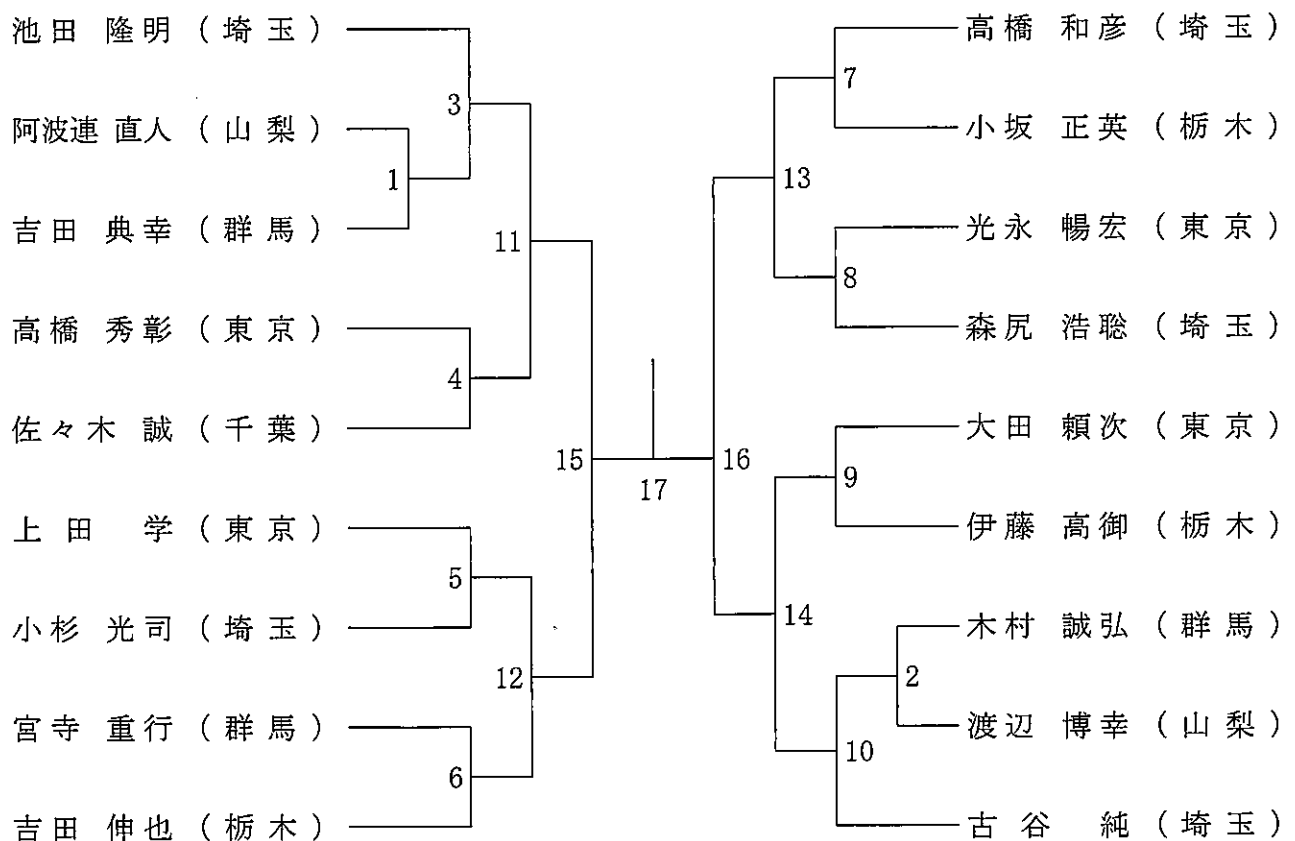 池田 隆明 (埼玉)
阿波連 直人 (山梨)
吉田 典幸 (群馬)
高橋 秀彰 (東京)
佐々木 誠 (千葉)
上田 学 (東京)
小杉 光司 (埼玉)
宮寺 重行 (群馬)
吉田 伸也 (栃木)
3
1
11
4
15
5
12
6
17
16
7
13
8
9
14
2
10
高橋 和彦 (埼玉)
小坂 正英 (栃木)
光永 暢宏 (東京)
森尻 浩聡 (埼玉)
大田 頼次 (東京)
伊藤 高御 (栃木)
木村 誠弘 (群馬)
渡辺 博幸 (山梨)
古谷 純 (埼玉)